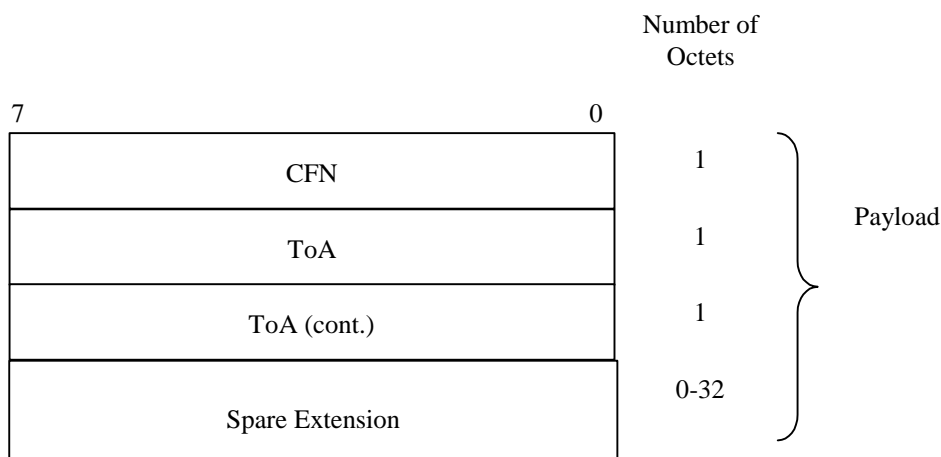 Number of
Octets
7 0
CFN 1
ToA 1
Payload
ToA (cont.) 1
Spare Extension 0-32